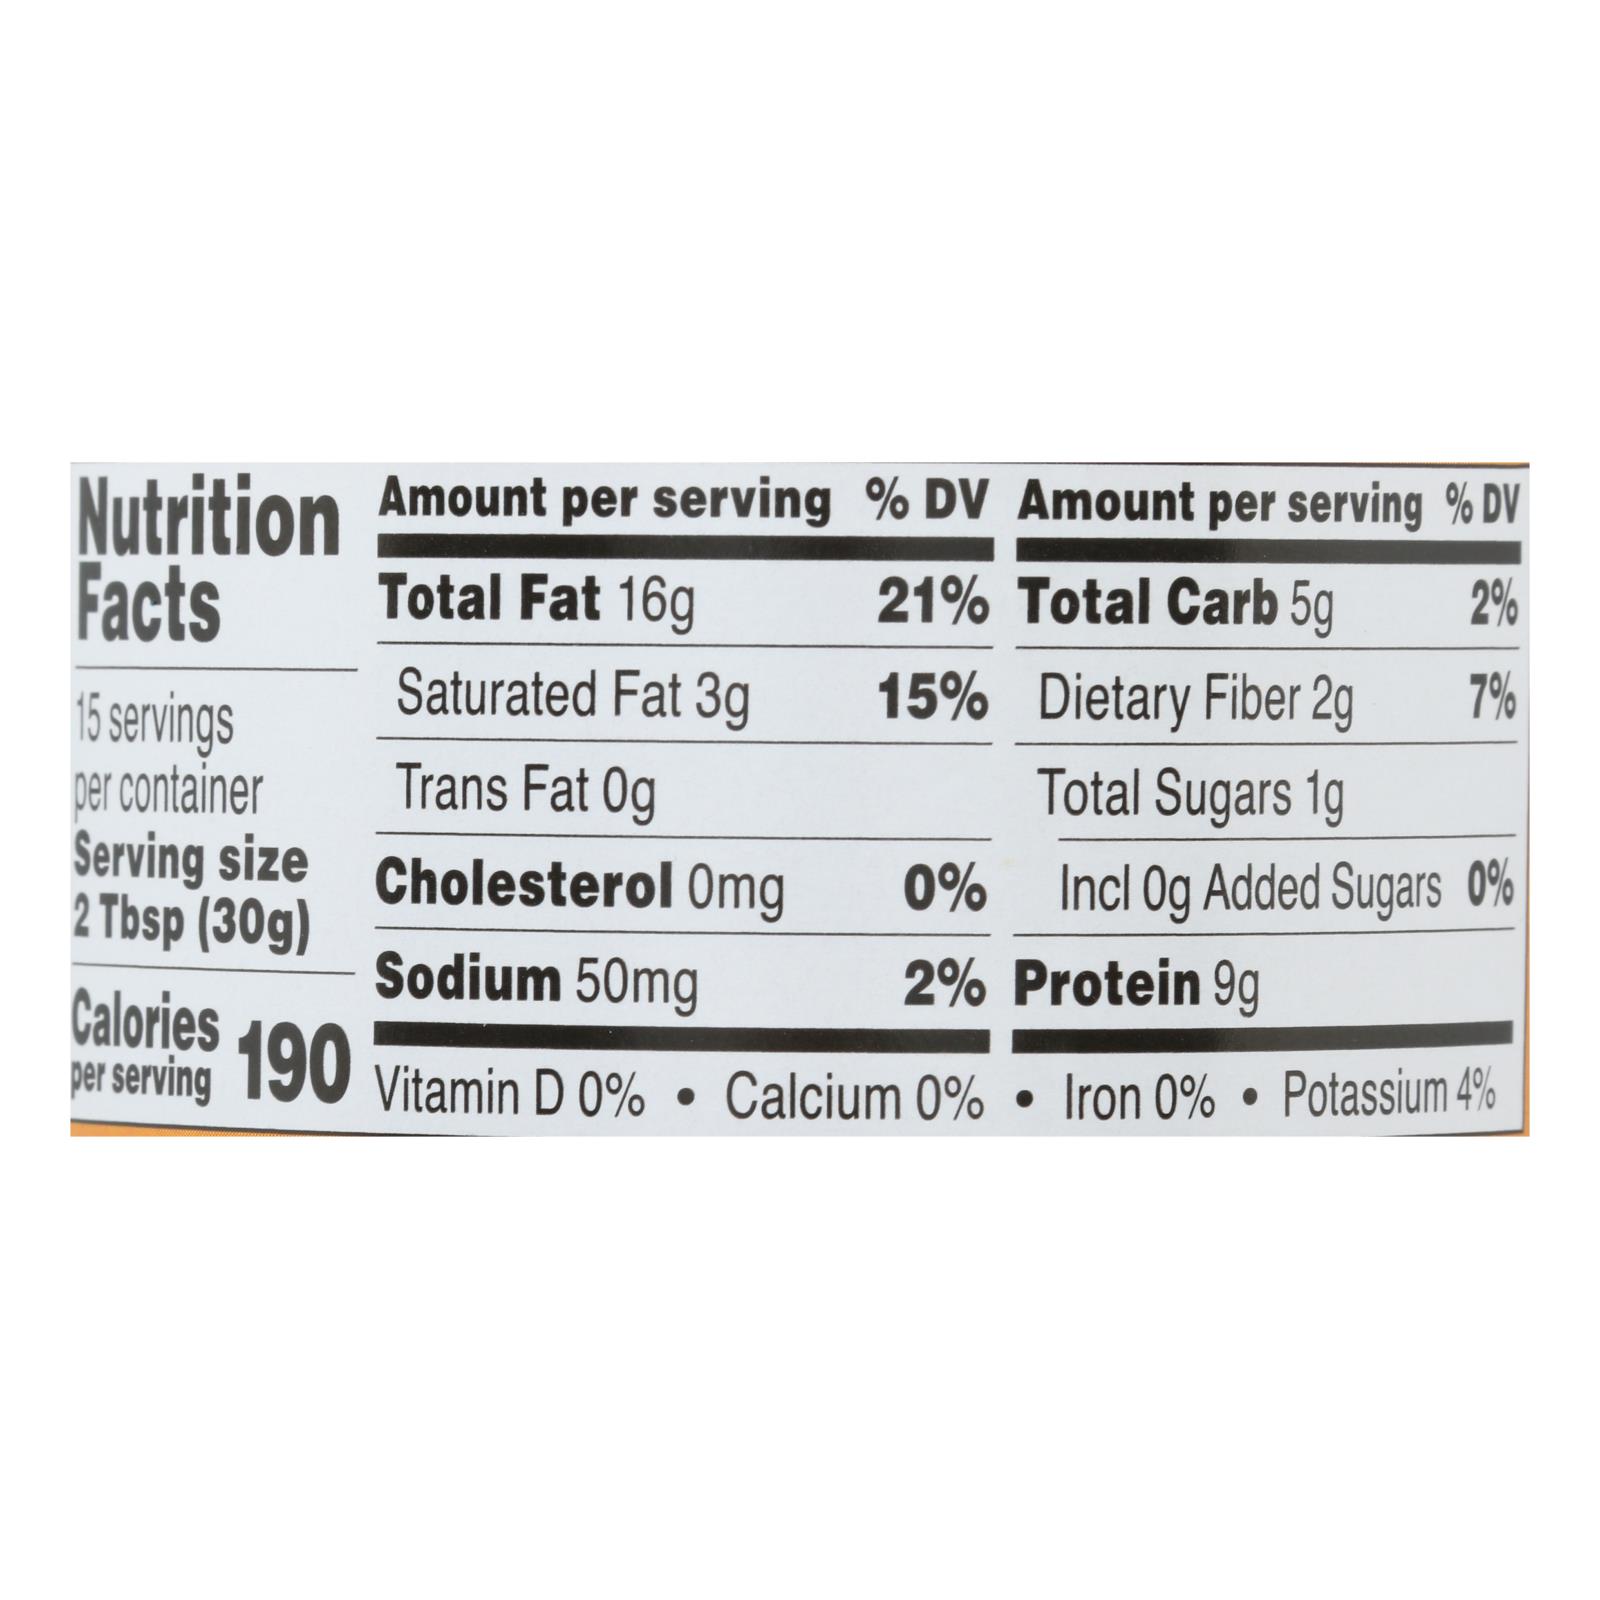 Nutrition
Facts
15 servings
per container
Serving size
2 Tbsp (30g)
Calories
per serving
190
Amount per serving % DV
Total Fat 16g 21%
Saturated Fat 3g 15%
Trans Fat 0g
Cholesterol 0mg 0%
Sodium 50mg 2%
Amount per serving % DV
Total Carb 5g 2%
Dietary Fiber 2g 7%
Total Sugars 1g
Incl 0g Added Sugars 0%
Protein 9g
Vitamin D 0% • Calcium 0% • Iron 0% • Potassium 4%